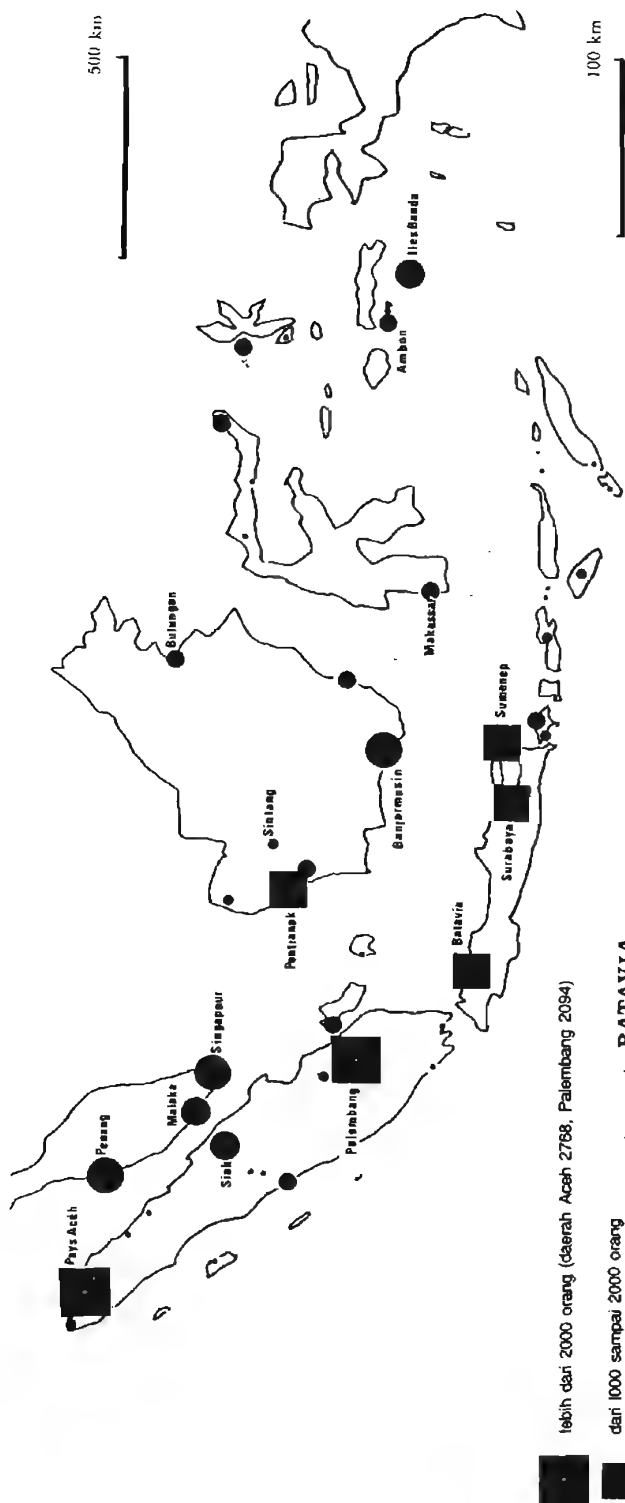 500 km
Pays Aceh
Penang
Malaka
Bulungan
Singapour
Siak
Sintang
Pontianak
Palembang
Banjarmasin
Ambon
Iles Banda
Makassar
Batavia
Sumenep
Surabaya
lebih dari 2000 orang (daerah Aceh 2768, Palembang 2094)
100 km
dari 1000 sampai 2000 orang
BATAVIA